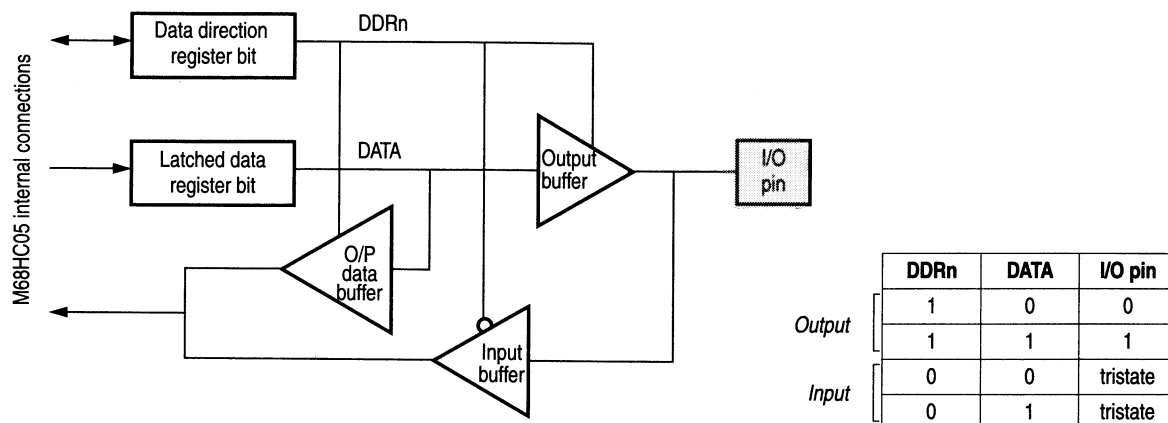 DDRn
Data direction
register bit
M68HC05 internal connections
Latched data
register bit
DATA
Output
buffer
I/O
pin
O/P
data
buffer
Input
buffer
DDRn DATA I/O pin
Output
1 0 0
1 1 1
Input
0 0 tristate
0 1 tristate